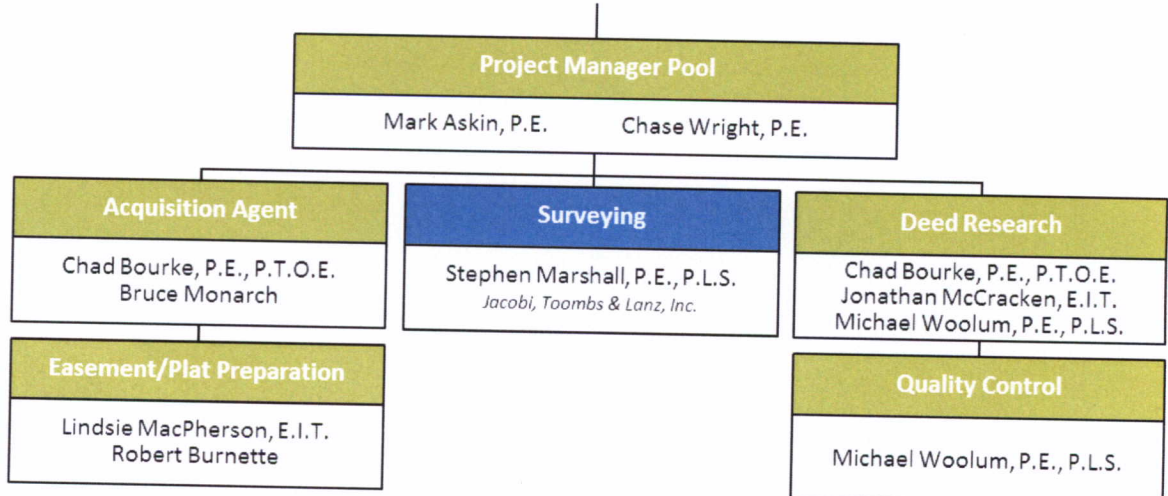 Project Manager Pool
Mark Askin, P.E. Chase Wright, P.E.
Acquisition Agent
Chad Bourke, P.E., P.T.O.E.
Bruce Monarch
Surveying
Stephen Marshall, P.E., P.L.S.
Jacobi, Toombs & Lanz, Inc.
Deed Research
Chad Bourke, P.E., P.T.O.E.
Jonathan McCracken, E.I.T.
Michael Woolum, P.E., P.L.S.
Easement/Plat Preparation
Lindsie MacPherson, E.I.T.
Robert Burnette
Quality Control
Michael Woolum, P.E., P.L.S.